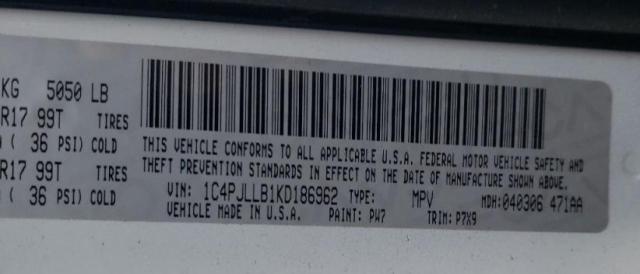 KG 5050 LB
R17 99T TIRES
( 36 PSI) COLD
R17 99T TIRES
( 36 PSI) COLD
THIS VEHICLE CONFORMS TO ALL APPLICABLE U.S.A. FEDERAL MOTOR VEHICLE SAFETY AND
THEFT PREVENTION STANDARDS IN EFFECT ON THE DATE OF MANUFACTURE SHOWN ABOVE.
VIN: 1C4PJLLB1KD186962 TYPE: MPV MDH:040306 471AA
VEHICLE MADE IN U.S.A. PAINT: PW7 TRIM: P7X9